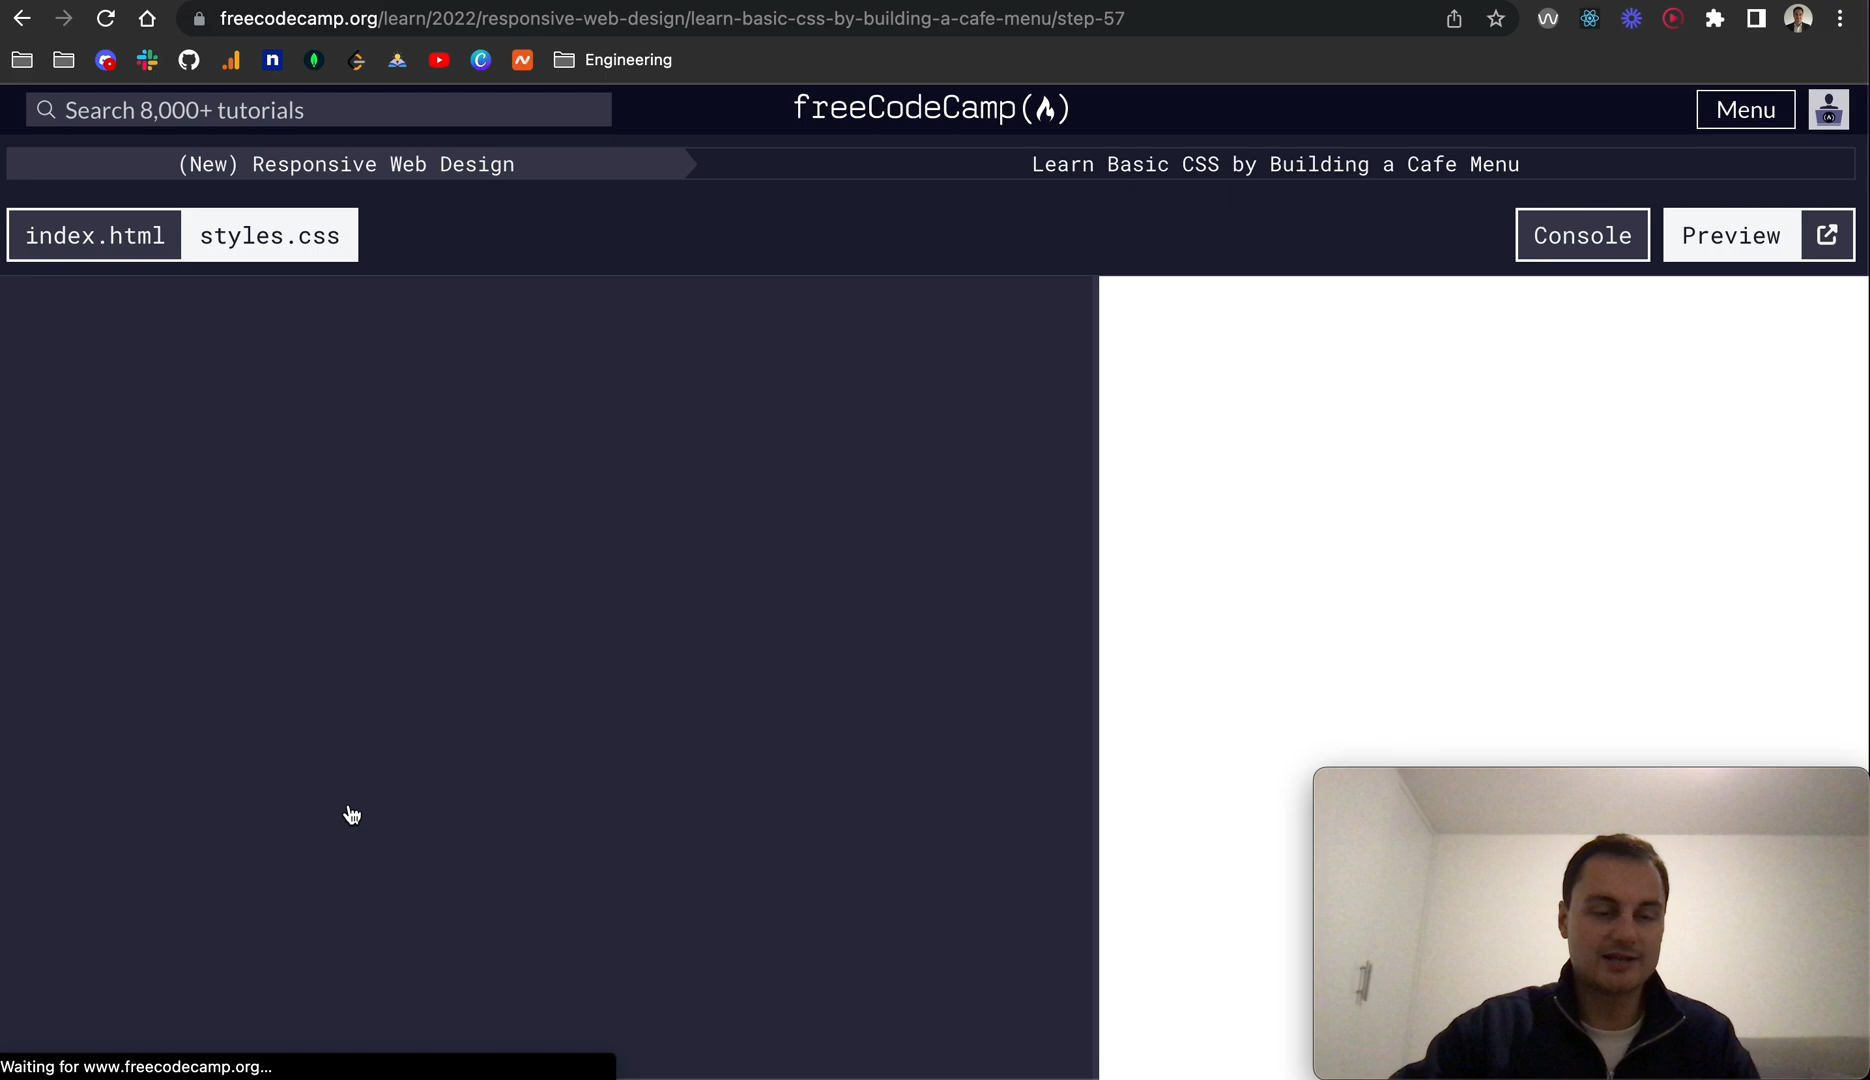 freecodecamp.org/learn/2022/responsive-web-design/learn-basic-css-by-building-a-cafe-menu/step-57
Engineering
Search 8,000+ tutorials
freeCodeCamp(🔥)
Menu
(New) Responsive Web Design
Learn Basic CSS by Building a Cafe Menu
index.html
styles.css
Console
Preview
Waiting for www.freecodecamp.org...